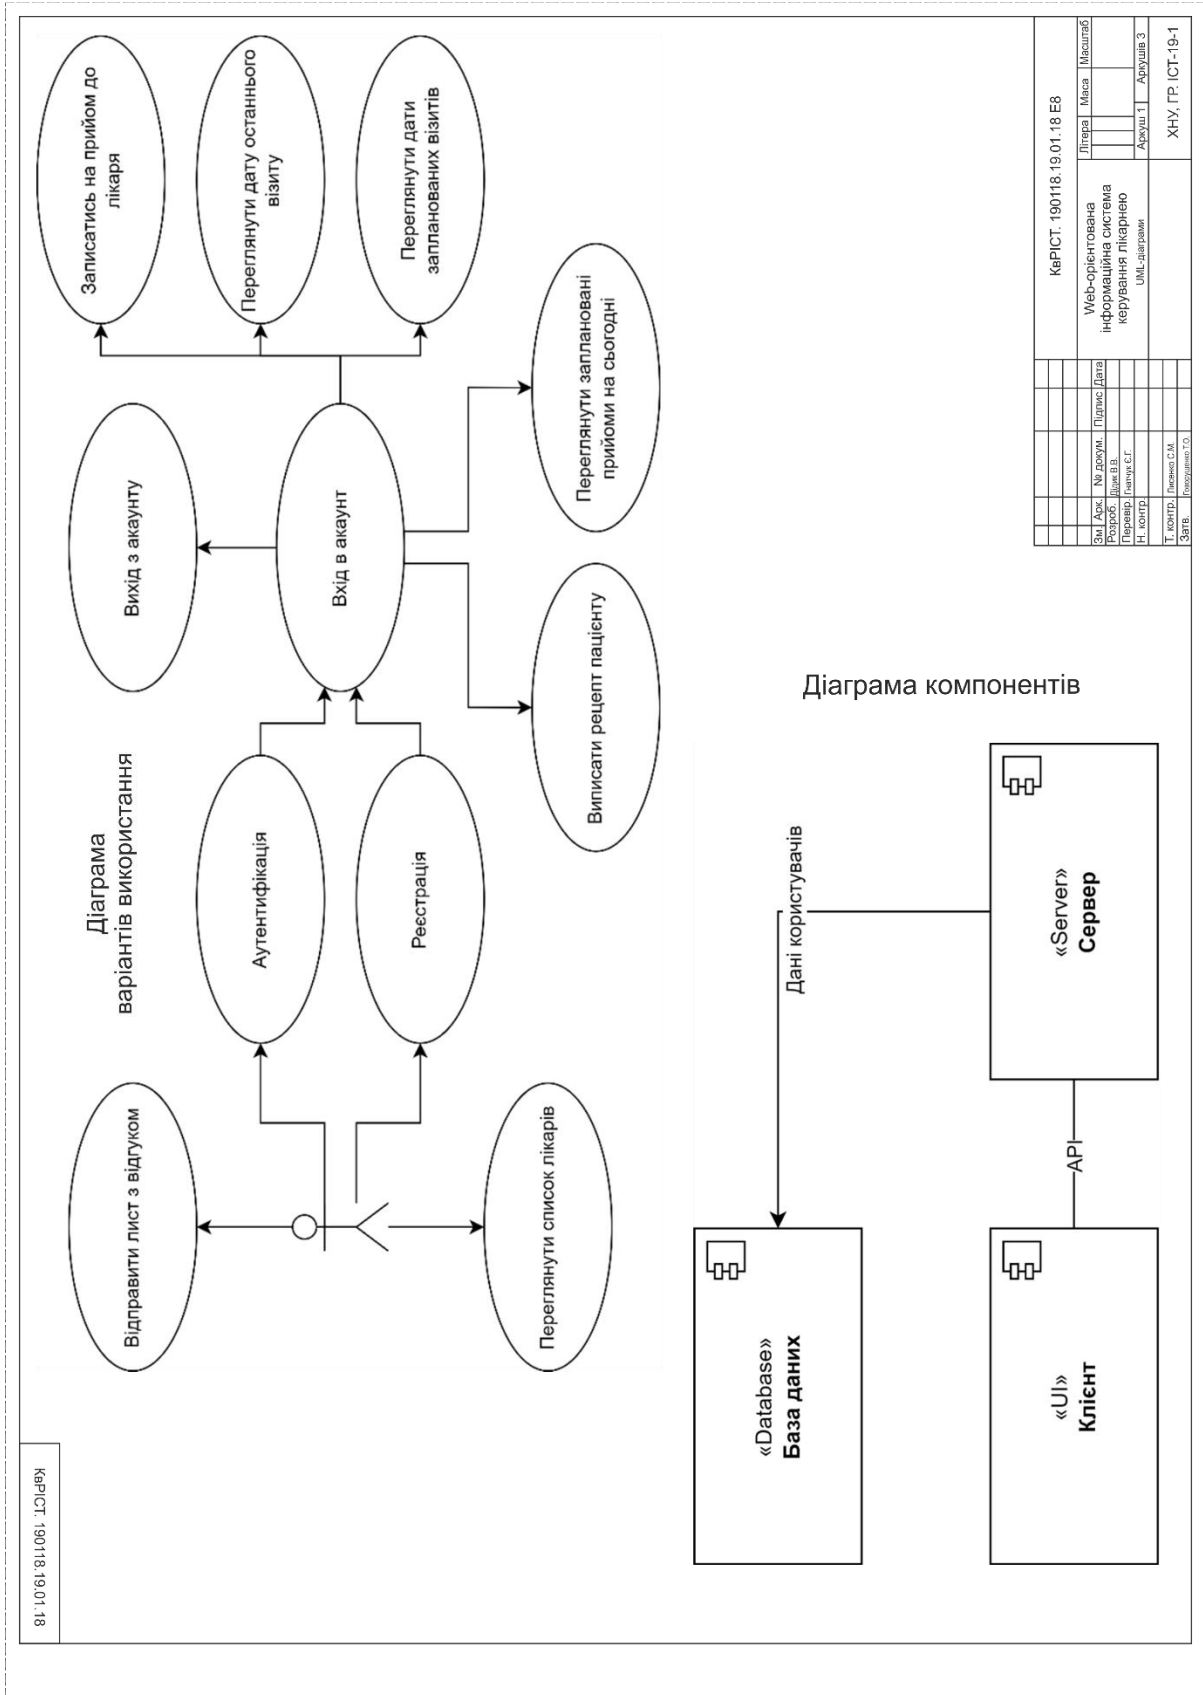 КвРІСТ. 190118.19.01.18
Діаграма
варіантів використання
Відправити лист з відгуком
Переглянути список лікарів
Аутентифікація
Реєстрація
Вихід з акаунту
Вхід в акаунт
Виписати рецепт пацієнту
Переглянути заплановані
прийоми на сьогодні
Записатись на прийом до
лікаря
Переглянути дату останнього
візиту
Переглянути дати
запланованих візитів
Діаграма компонентів
«Database»
База даних
Дані користувачів
«UI»
Клієнт
API
«Server»
Сервер
КвРІСТ. 190118.19.01.18 Е8
Зм. Арк. № докум. Підпис Дата
Розроб. Дідик В.В.
Перевір. Гнатчук Є.Г.
Н. контр.
Т. контр. Лисенко С.М.
Затв.
Web-орієнтована
інформаційна система
керування лікарнею
UML-діаграми
Літера Маса Масштаб
Аркуш 1 Аркушів 3
ХНУ, ГР. ІСТ-19-1